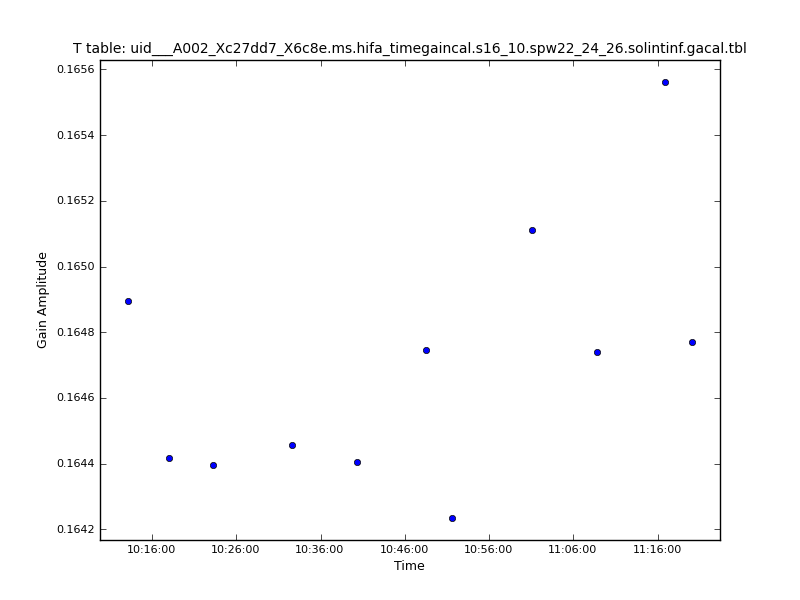 T table: uid___A002_Xc27dd7_X6c8e.ms.hifa_timegaincal.s16_10.spw22_24_26.solintinf.gacal.tbl
0.1656
0.1654
0.1652
0.1650
0.1648
0.1646
0.1644
0.1642
Gain Amplitude
10:16:00 10:26:00 10:36:00 10:46:00 10:56:00 11:06:00 11:16:00
Time